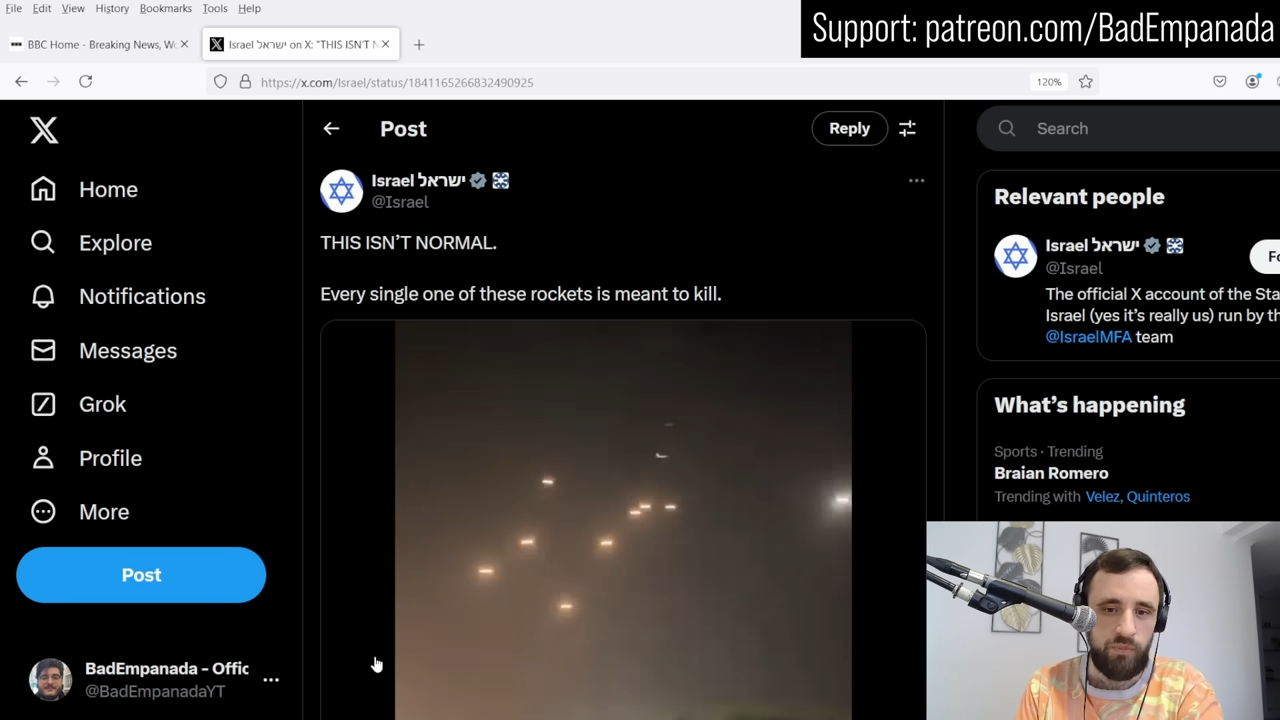 File Edit View History Bookmarks Tools Help
Support: patreon.com/BadEmpanada
BBC Home - Breaking News, W
Israel ישראל on X: "THIS ISN'T N
https://x.com/Israel/status/1841165266832490925
120%
Post
Reply
Search
Home
Explore
Notifications
Messages
Grok
Profile
More
Post
BadEmpanada - Offic
@BadEmpanadaYT
Israel ישראל
@Israel
THIS ISN'T NORMAL.
Every single one of these rockets is meant to kill.
Relevant people
Israel ישראל
@Israel
Fo
The official X account of the Sta
Israel (yes it's really us) run by th
@IsraelMFA team
What's happening
Sports · Trending
Braian Romero
Trending with Velez, Quinteros